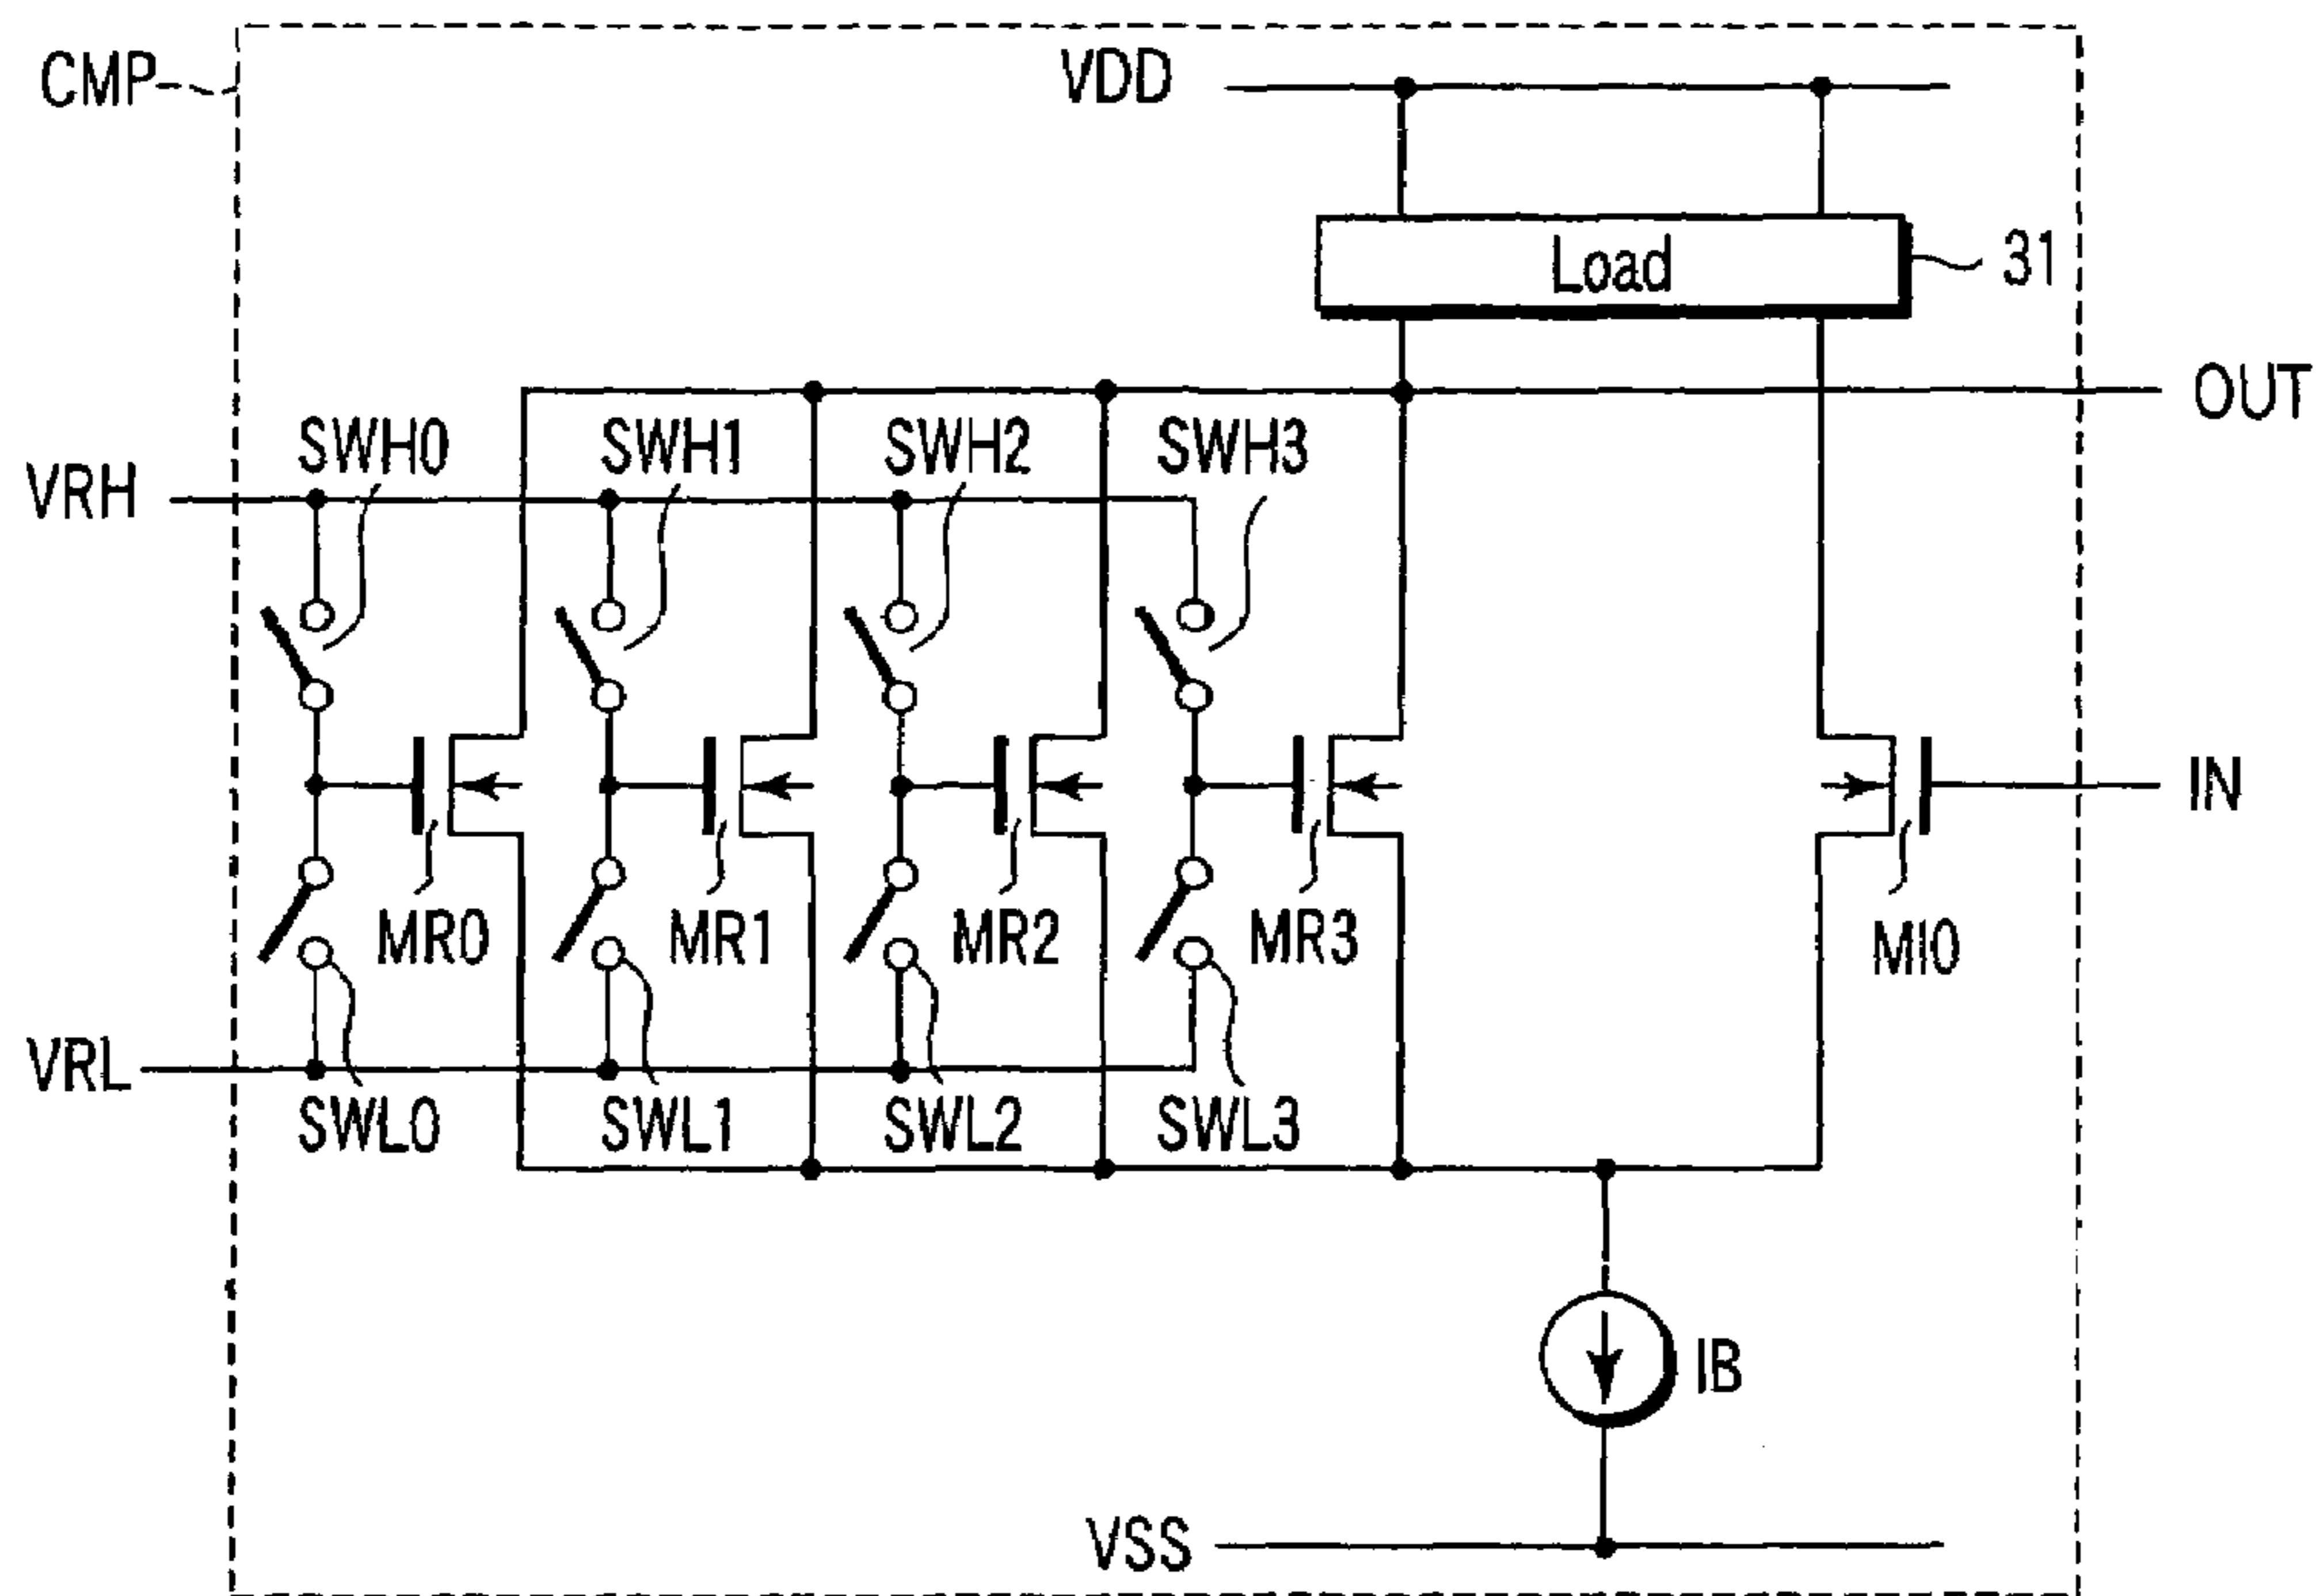 CMP
VDD
Load
31
OUT
SWH0
SWH1
SWH2
SWH3
VRH
IN
MR0
MR1
MR2
MR3
MI0
VRL
SWL0
SWL1
SWL2
SWL3
IB
VSS